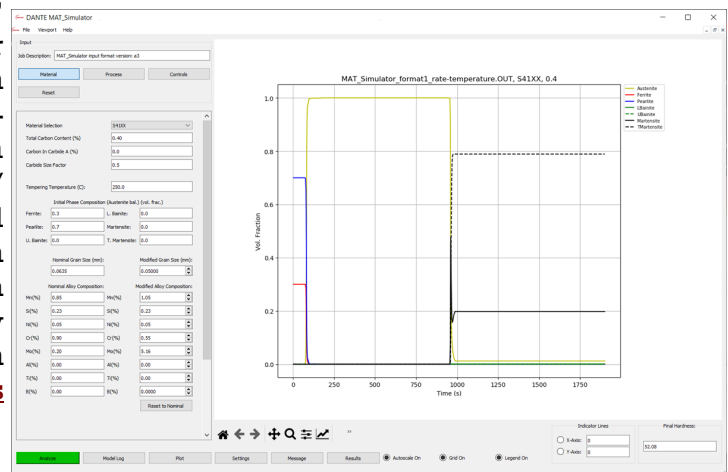 DANTE MAT_Simulator
File Viewport Help
Input
Job Description: MAT_Simulator input format version: a3
Material Process Controls
Reset
Material Selection S41XX
Total Carbon Content (%) 0.40
Carbon In Carbide A (%) 0.0
Carbide Size Factor 0.5
Tempering Temperature (C): 250.0
Initial Phase Composition (Austenite bal.) (vol. frac.)
Ferrite: 0.3 L. Bainite: 0.0
Pearlite: 0.7 Martensite: 0.0
U. Bainite: 0.0 T. Martensite: 0.0
Nominal Grain Size (mm): Modified Grain Size (mm):
0.0635 0.05000
Nominal Alloy Composition: Modified Alloy Composition:
Mn(%) 0.85 Mn(%) 1.05
Si(%) 0.23 Si(%) 0.23
Ni(%) 0.05 Ni(%) 0.05
Cr(%) 0.90 Cr(%) 0.55
Mo(%) 0.20 Mo(%) 5.16
Al(%) 0.00 Al(%) 0.00
Ti(%) 0.00 Ti(%) 0.00
B(%) 0.00 B(%) 0.0000
Reset to Nominal
MAT_Simulator_format1_rate-temperature.OUT, S41XX, 0.4
Austenite
Ferrite
Pearlite
LBainite
UBainite
Martensite
TMartensite
1.0
0.8
0.6
0.4
0.2
0.0
Vol. Fraction
0 250 500 750 1000 1250 1500 1750
Time (s)
Indicator Lines
X-Axis: 0
Y-Axis: 0
Final Hardness:
52.08
Analyze Model Log Plot Settings Message Results Autoscale On Grid On Legend On